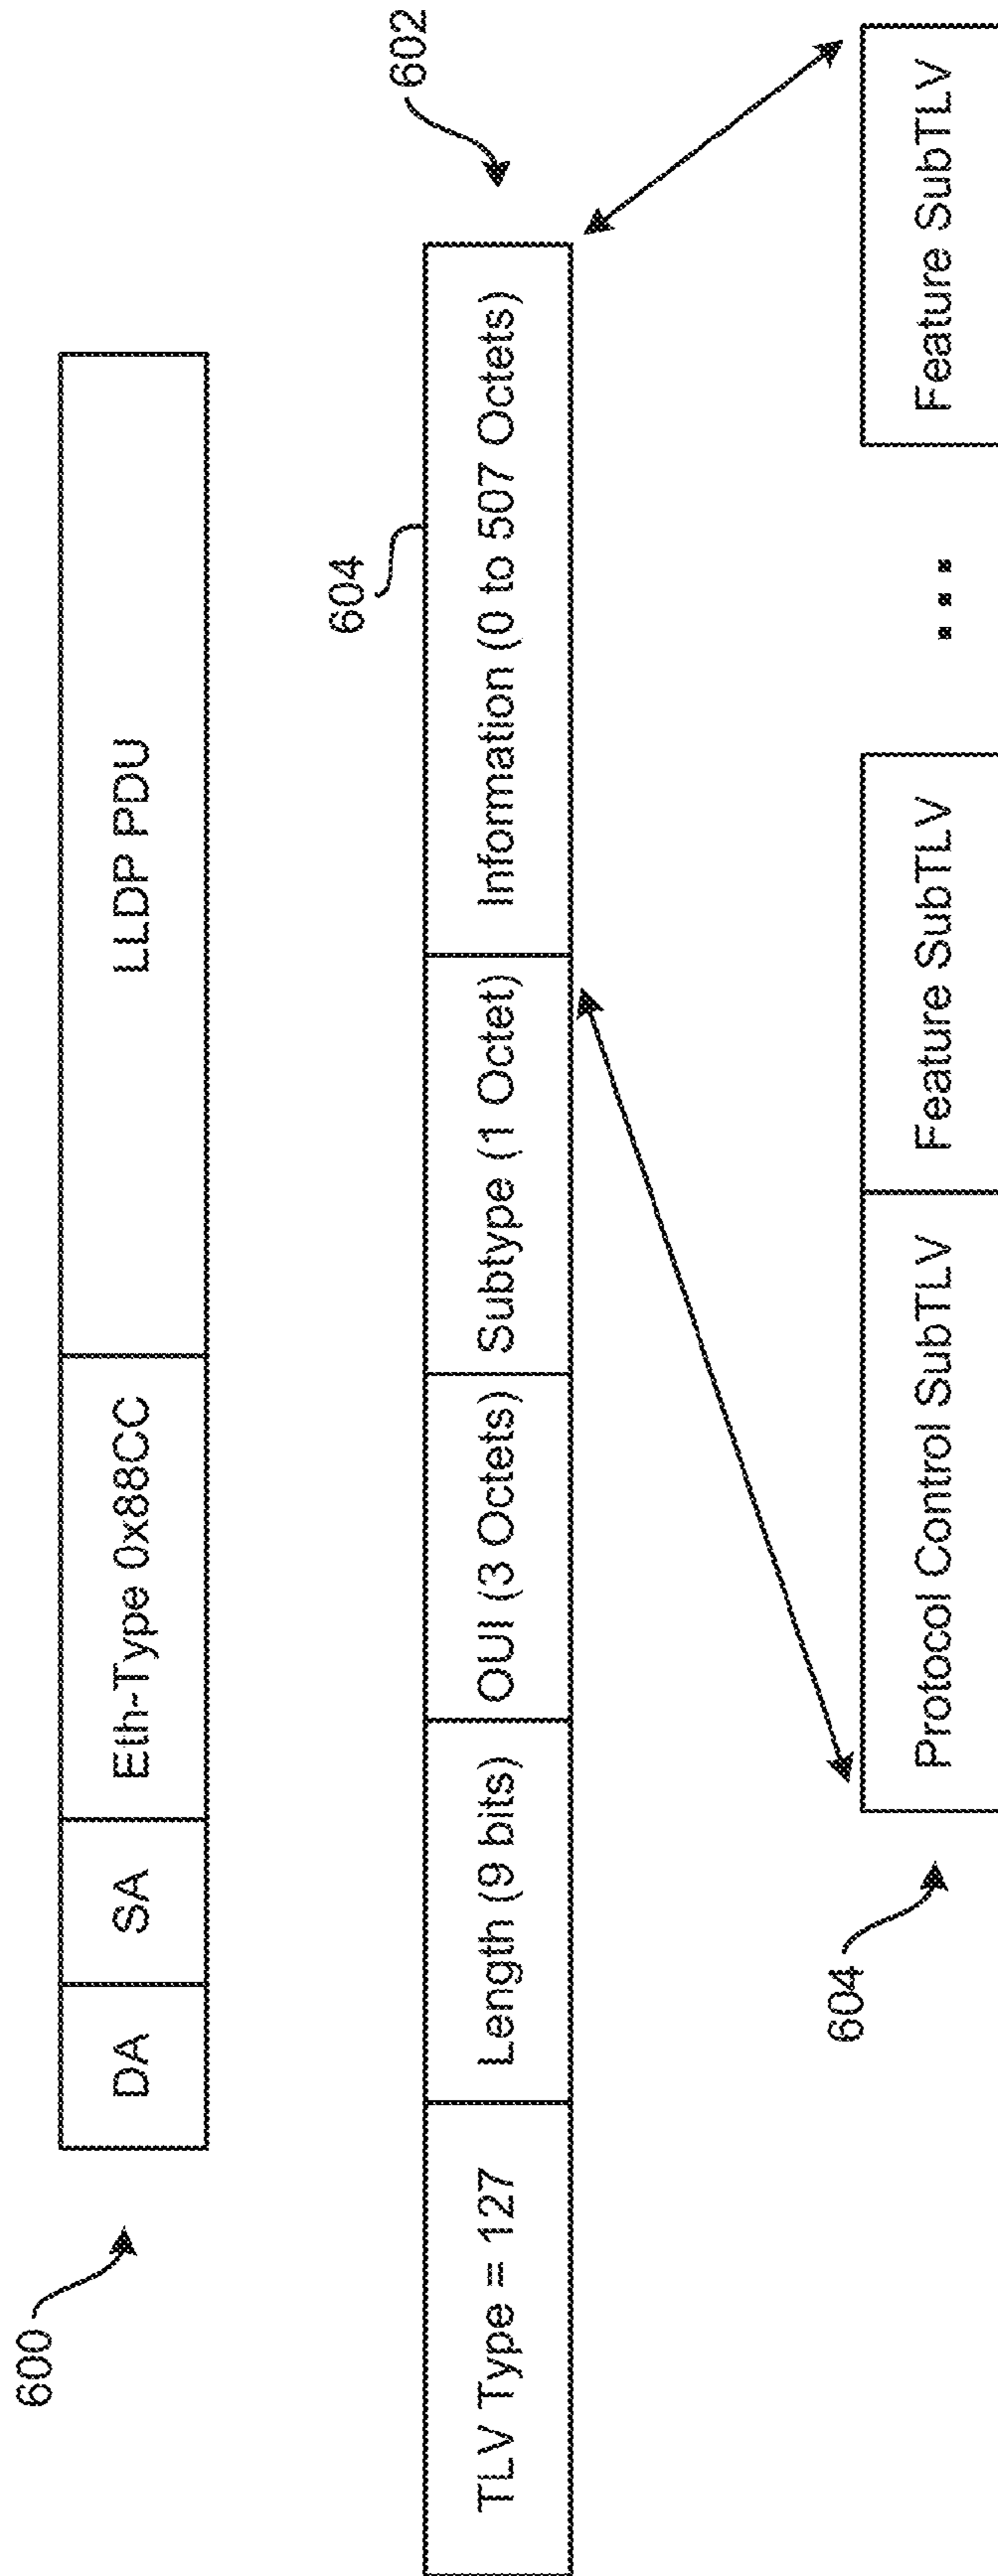 600
DA
SA
Eth-Type 0x88CC
LLDP PDU
602
604
TLV Type = 127
Length (9 bits)
OUI (3 Octets)
Subtype (1 Octet)
Information (0 to 507 Octets)
604
Protocol Control SubTLV
Feature SubTLV
...
Feature SubTLV